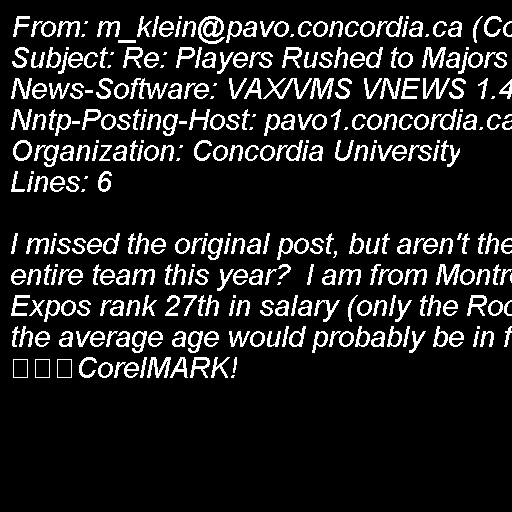 From: m_klein@pavo.concordia.ca (Co
Subject: Re: Players Rushed to Majors
News-Software: VAX/VMS VNEWS 1.4
Nntp-Posting-Host: pavo1.concordia.ca
Organization: Concordia University
Lines: 6

I missed the original post, but aren't the
entire team this year?  I am from Montre
Expos rank 27th in salary (only the Roc
the average age would probably be in f
CorelMARK!